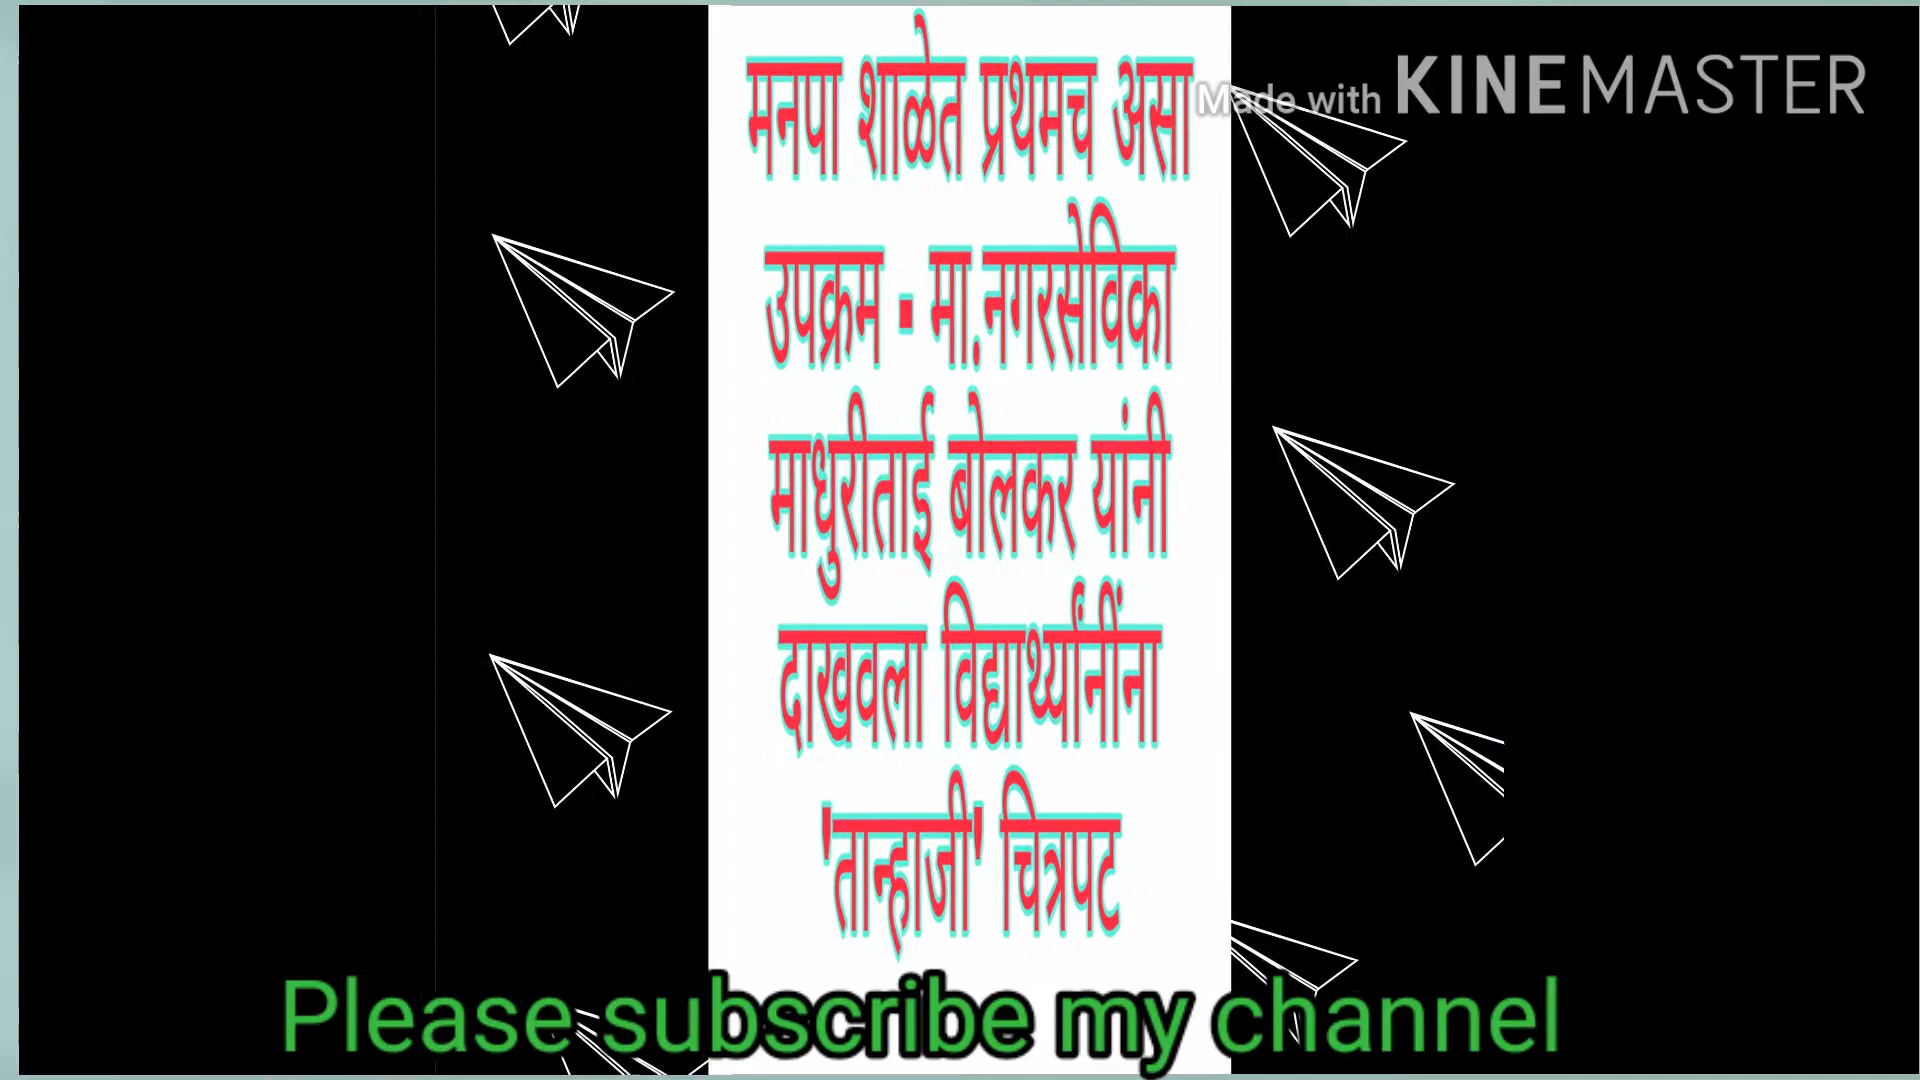 मनपा शाळेत प्रथमच असा
Made with KINEMASTER
उपक्रम - मा.नगरसेविका
माधुरीताई बोलकर यांनी
दाखवला विद्यार्थ्यांनींना
'तान्हाजी' चित्रपट
Please subscribe my channel